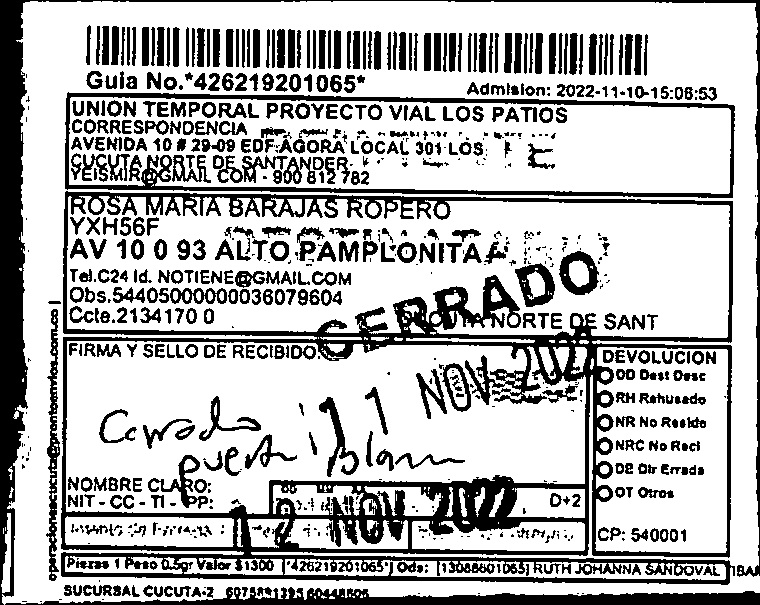 Guia No.*426219201065*
Admision: 2022-11-10-15:06:53
UNION TEMPORAL PROYECTO VIAL LOS PATIOS
CORRESPONDENCIA
AVENIDA 10 # 29-09 EDF AGORA LOCAL 301 LOS
CUCUTA NORTE DE SANTANDER
YEISMIR@GMAIL COM - 900 812 782
ROSA MARIA BARAJAS ROPERO
YXH56F
AV 10 0 93 ALTO PAMPLONITA
Tel.C24 Id. NOTIENE@GMAIL.COM
Obs.54405000000036079604
Ccte.2134170 0
NORTE DE SANT
CERRADO
FIRMA Y SELLO DE RECIBIDO:
11 NOV 2022
Cerrado
puerta Blanca
NOMBRE CLARO:
NIT - CC - TI - PP:
DD MM
D+2
12 NOV 2022
DEVOLUCION
DD Dest Desc
RH Rehusado
NR No Reside
NRC No Recl
DE Dir Errada
OT Otros
CP: 540001
operacionescucuta@prontoenvios.com.co
Piezas 1 Peso 0.5gr Valor $1300 [*426219201065*] Ods: [13088601065] RUTH JOHANNA SANDOVAL
SUCURSAL CUCUTA-2